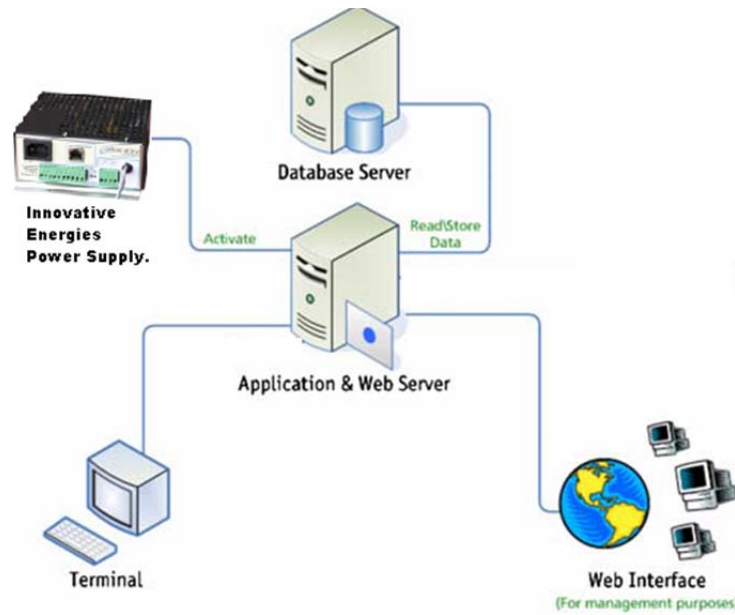 Database Server
Innovative
Energies
Power Supply.
Activate
Read\Store
Data
Application & Web Server
Terminal
Web Interface
(For management purposes)